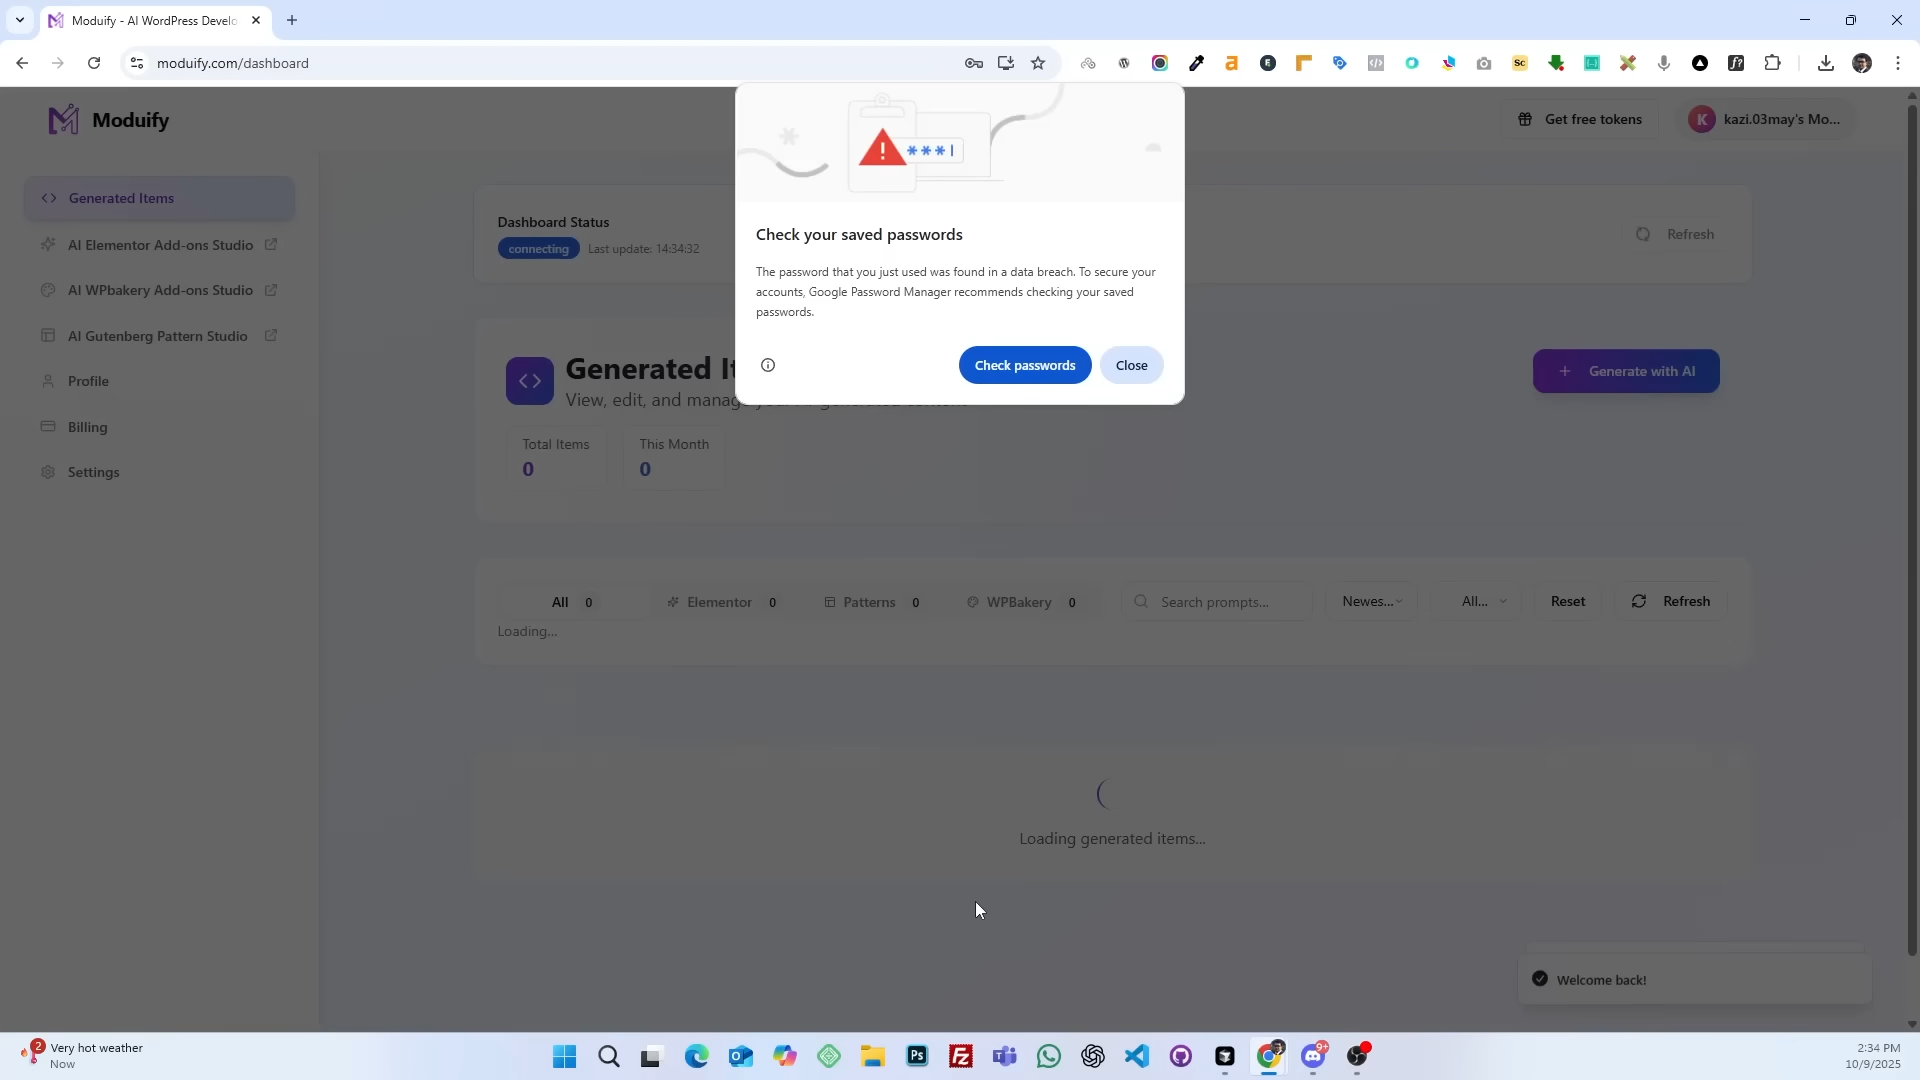 Moduify - AI WordPress Develo
moduify.com/dashboard
Moduify
Get free tokens
K
kazi.03may's Mo...
Generated Items
AI Elementor Add-ons Studio
AI WPbakery Add-ons Studio
AI Gutenberg Pattern Studio
Profile
Billing
Settings
Dashboard Status
connecting
Last update: 14:34:32
Refresh
***
Check your saved passwords
The password that you just used was found in a data breach. To secure your
accounts, Google Password Manager recommends checking your saved
passwords.
Check passwords
Close
Generated It
Generate with AI
Total Items
0
This Month
0
All 0
Elementor 0
Patterns 0
WPBakery 0
Search prompts...
Newes...
All...
Reset
Refresh
Loading...
Loading generated items...
Welcome back!
2
Very hot weather
Now
Ps
9+
2:34 PM
10/9/2025